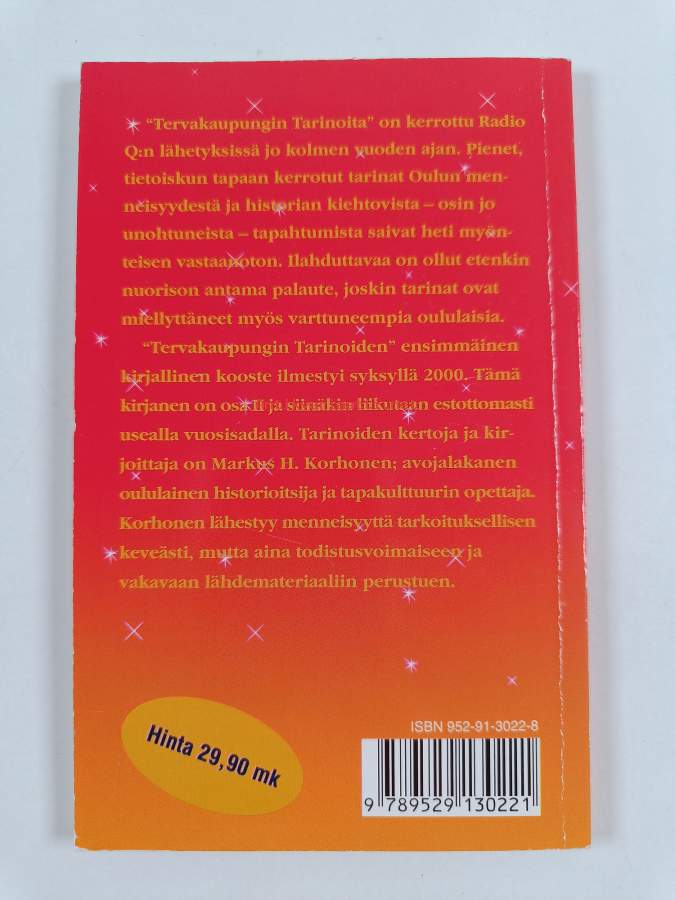 “Tervakaupungin Tarinoita” on kerrottu Radio
Q:n lähetyksissä jo kolmen vuoden ajan. Pienet,
tietoiskun tapaan kerrotut tarinat Oulun men-
neisyydestä ja historian kiehtovista – osin jo
unohtuneista – tapahtumista saivat heti myön-
teisen vastaanoton. Ilahduttavaa on ollut etenkin
nuorison antama palaute, joskin tarinat ovat
miellyttäneet myös varttuneempia oululaisia.
“Tervakaupungin Tarinoiden” ensimmäinen
kirjallinen kooste ilmestyi syksyllä 2000. Tämä
kirjanen on osa II ja siinäkin liikutaan estottomasti
usealla vuosisadalla. Tarinoiden kertoja ja kir-
joittaja on Markus H. Korhonen; avojalakanen
oululainen historioitsija ja tapakulttuurin opettaja.
Korhonen lähestyy menneisyyttä tarkoituksellisen
keveästi, mutta aina todistusvoimaiseen ja
vakavaan lähdemateriaaliin perustuen.
Hinta 29,90 mk
ISBN 952-91-3022-8
9 789529 130221